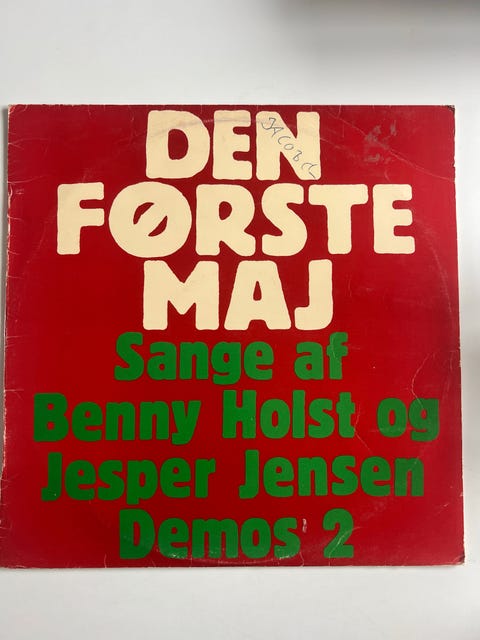 DEN
FØRSTE
MAJ
Sange af
Benny Holst og
Jesper Jensen
Demos 2